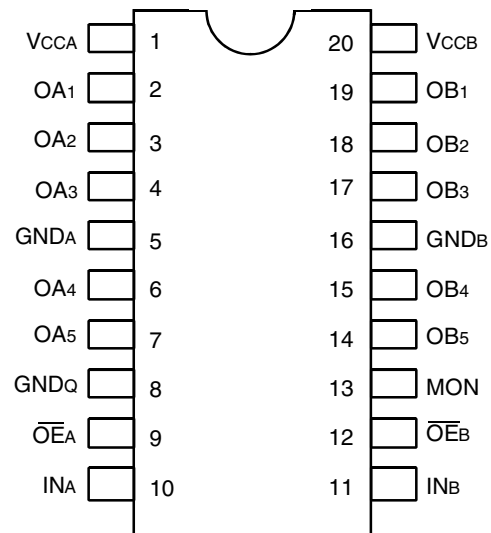 VCCA 1 20 VCCB
OA1 2 19 OB1
OA2 3 18 OB2
OA3 4 17 OB3
GNDA 5 16 GNDB
OA4 6 15 OB4
OA5 7 14 OB5
GNDQ 8 13 MON
OEA 9 12 OEB
INA 10 11 INB